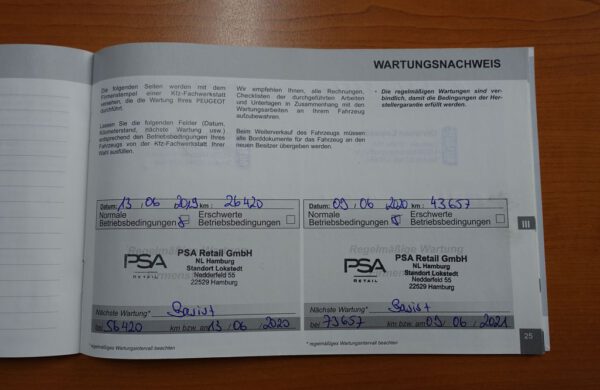 WARTUNGSNACHWEIS
Die folgenden Seiten werden mit dem
Firmenstempel einer Kfz-Fachwerkstatt
versehen, die die Wartung Ihres PEUGEOT
durchführt.
Lassen Sie die folgenden Felder (Datum,
Kilometerstand, nächste Wartung usw.)
entsprechend den Betriebsbedingungen Ihres
Fahrzeugs von der Kfz-Fachwerkstatt Ihrer
Wahl ausfüllen.
Wir empfehlen Ihnen, alle Rechnungen,
Checklisten der durchgeführten Arbeiten
und Unterlagen in Zusammenhang mit den
Wartungsarbeiten an Ihrem Fahrzeug
aufzubewahren.
Beim Weiterverkauf des Fahrzeugs müssen
alle Borddokumente für das Fahrzeug an den
neuen Besitzer übergeben werden.
* Die regelmäßigen Wartungen sind ver-
bindlich, damit die Bedingungen der Her-
stellergarantie erfüllt werden.
Datum: 13 / 06 / 2019 km : 26420
Normale Betriebsbedingungen
Erschwerte Betriebsbedingungen
PSA
RETAIL
PSA Retail GmbH
NL Hamburg
Standort Lokstedt
Nedderfeld 55
22529 Hamburg
Nächste Wartung*
bei 56420 km bzw. am 13 / 06 / 2020
* regelmäßiges Wartungsintervall beachten
Datum: 09 / 06 / 2020 km : 43657
Normale Betriebsbedingungen
Erschwerte Betriebsbedingungen
Regelmäßige Wartung
PSA
RETAIL
PSA Retail GmbH
NL Hamburg
Standort Lokstedt
Nedderfeld 55
22529 Hamburg
Nächste Wartung*
bei 73657 km bzw. am 09 / 06 / 2021
* regelmäßiges Wartungsintervall beachten
III
25